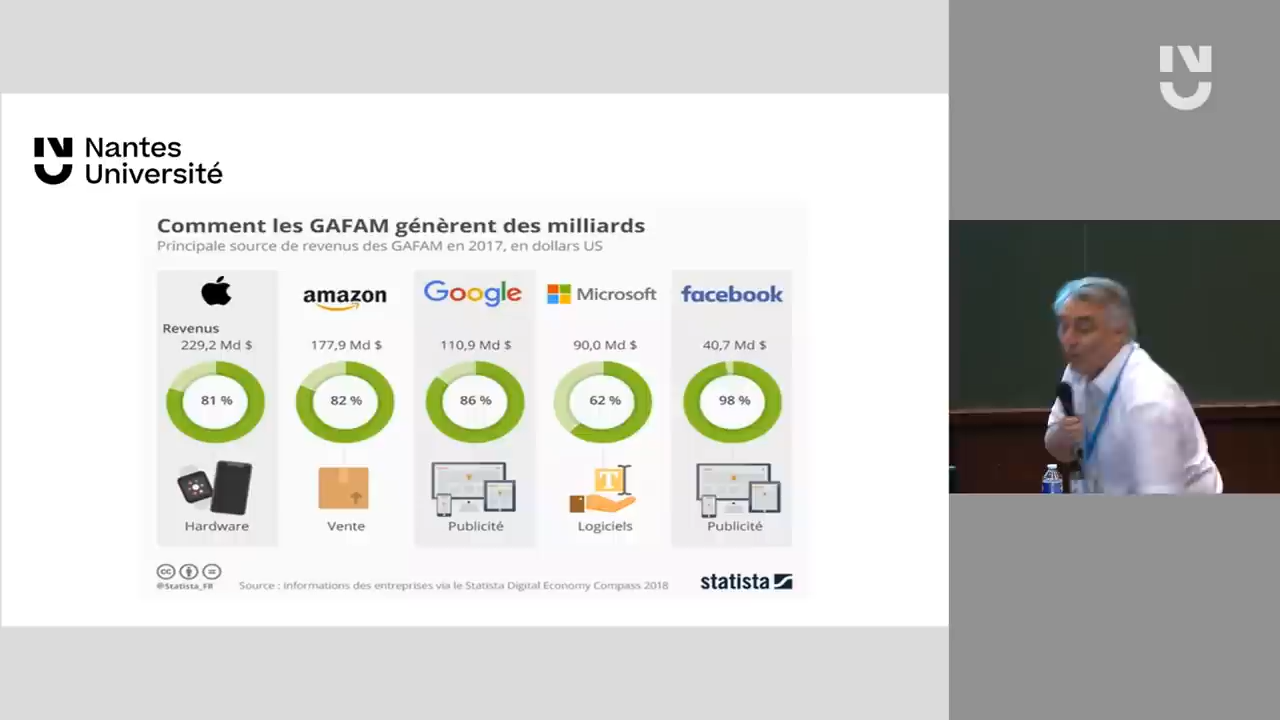 Nantes
Université
Comment les GAFAM génèrent des milliards
Principale source de revenus des GAFAM en 2017, en dollars US
amazon
Google
Microsoft
facebook
Revenus
229,2 Md $
177,9 Md $
110,9 Md $
90,0 Md $
40,7 Md $
81 %
82 %
86 %
62 %
98 %
T
Hardware
Vente
Publicité
Logiciels
Publicité
cc
@Statista_FR
Source : Informations des entreprises via le Statista Digital Economy Compass 2018
statista